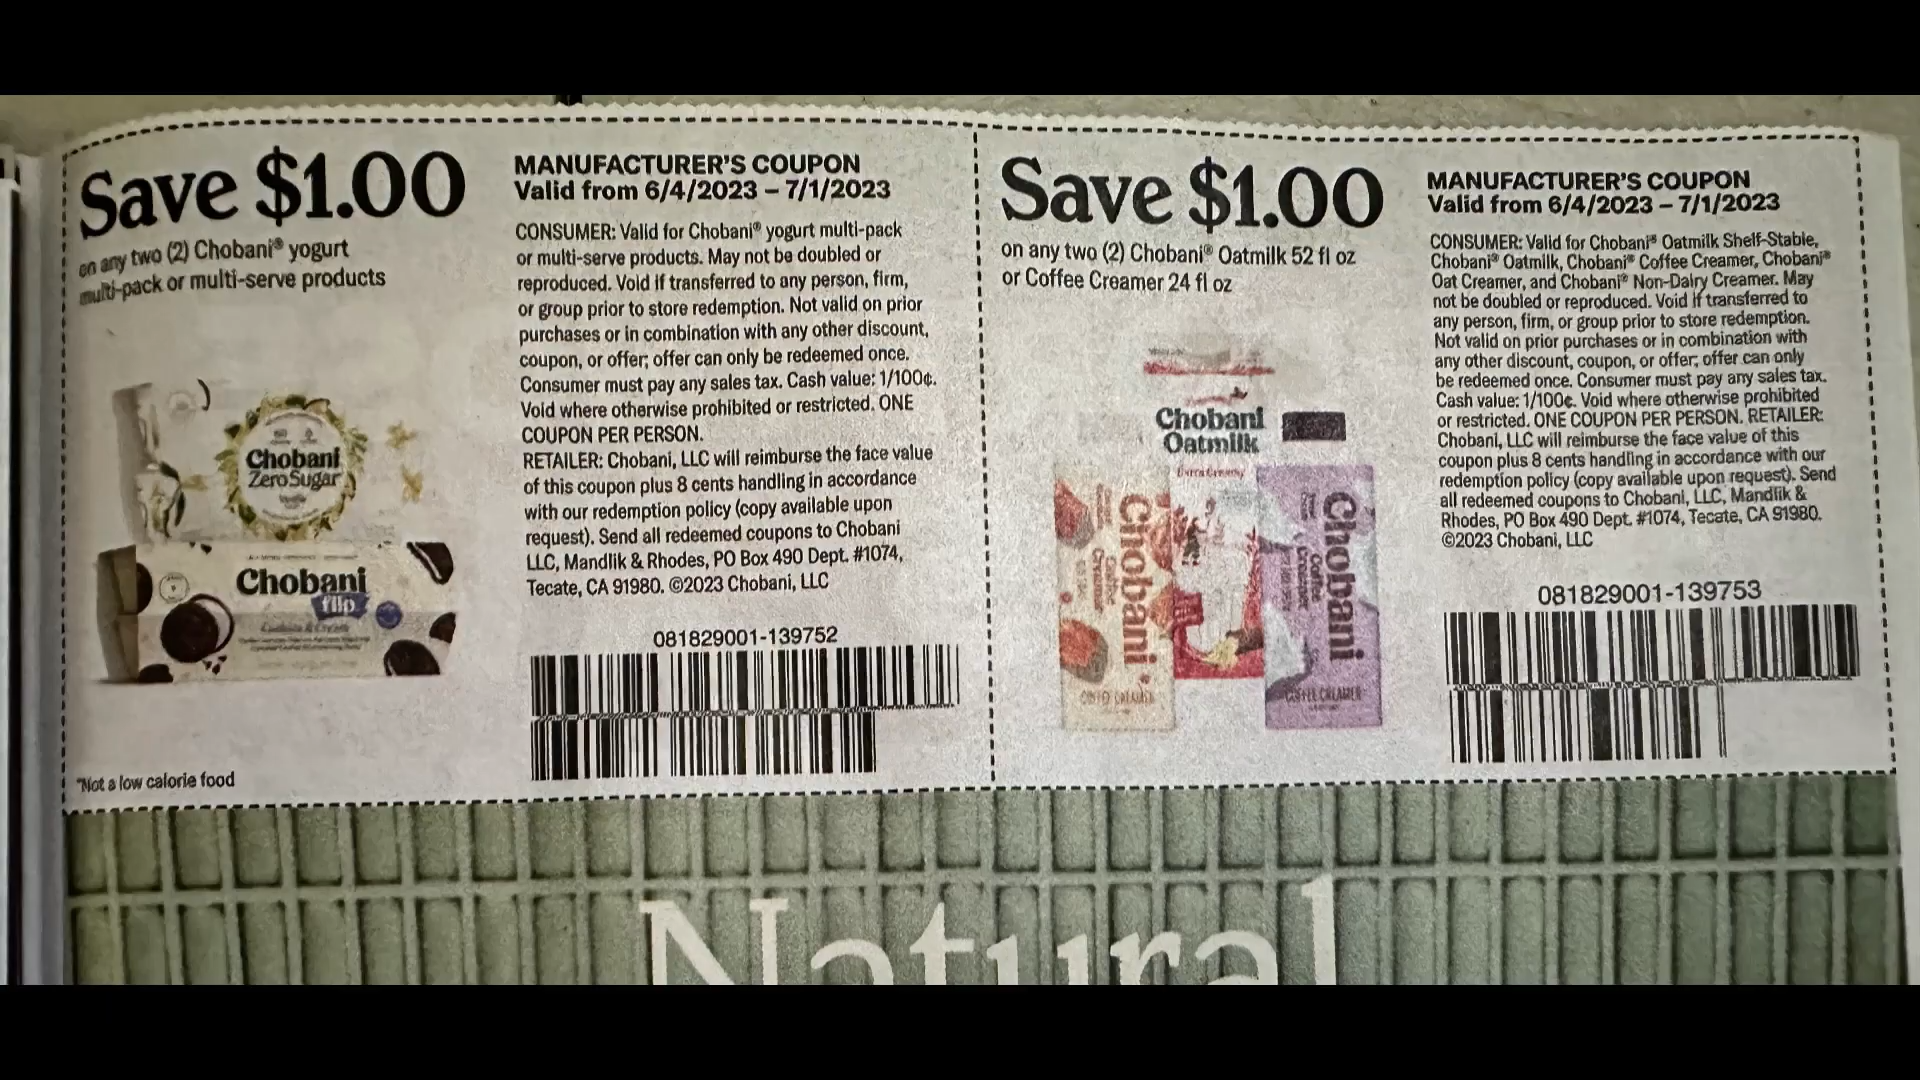 Save $1.00
on any two (2) Chobani® yogurt
multi-pack or multi-serve products
Chobani
Zero Sugar
Chobani
flip
*Not a low calorie food
MANUFACTURER'S COUPON
Valid from 6/4/2023 – 7/1/2023
CONSUMER: Valid for Chobani® yogurt multi-pack
or multi-serve products. May not be doubled or
reproduced. Void if transferred to any person, firm,
or group prior to store redemption. Not valid on prior
purchases or in combination with any other discount,
coupon, or offer; offer can only be redeemed once.
Consumer must pay any sales tax. Cash value: 1/100¢.
Void where otherwise prohibited or restricted. ONE
COUPON PER PERSON.
RETAILER: Chobani, LLC will reimburse the face value
of this coupon plus 8 cents handling in accordance
with our redemption policy (copy available upon
request). Send all redeemed coupons to Chobani
LLC, Mandlik & Rhodes, PO Box 490 Dept. #1074,
Tecate, CA 91980. ©2023 Chobani, LLC
081829001-139752
Save $1.00
on any two (2) Chobani® Oatmilk 52 fl oz
or Coffee Creamer 24 fl oz
Chobani
Oatmilk
Extra Creamy
Chobani
Coffee
Creamer
COFFEE CREAMER
Chobani
Coffee
Creamer
COFFEE CREAMER
MANUFACTURER'S COUPON
Valid from 6/4/2023 – 7/1/2023
CONSUMER: Valid for Chobani® Oatmilk Shelf-Stable,
Chobani® Oatmilk, Chobani® Coffee Creamer, Chobani®
Oat Creamer, and Chobani® Non-Dairy Creamer. May
not be doubled or reproduced. Void if transferred to
any person, firm, or group prior to store redemption.
Not valid on prior purchases or in combination with
any other discount, coupon, or offer; offer can only
be redeemed once. Consumer must pay any sales tax.
Cash value: 1/100¢. Void where otherwise prohibited
or restricted. ONE COUPON PER PERSON. RETAILER:
Chobani, LLC will reimburse the face value of this
coupon plus 8 cents handling in accordance with our
redemption policy (copy available upon request). Send
all redeemed coupons to Chobani, LLC, Mandlik &
Rhodes, PO Box 490 Dept. #1074, Tecate, CA 91980.
©2023 Chobani, LLC
081829001-139753
Natural